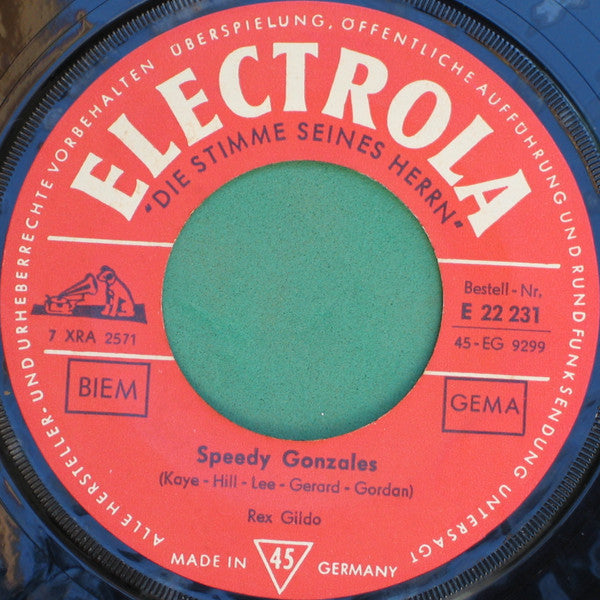 ALLE HERSTELLER- UND URHEBERRECHTE VORBEHALTEN ÜBERSPIELUNG, ÖFFENTLICHE AUFFÜHRUNG UND RUNDFUNKSENDUNG UNTERSAGT
ELECTROLA
"DIE STIMME SEINES HERRN"
7 XRA 2571
BIEM
Bestell-Nr.
E 22 231
45-EG 9299
GEMA
Speedy Gonzales
(Kaye - Hill - Lee - Gerard - Gordan)
Rex Gildo
MADE IN 45 GERMANY